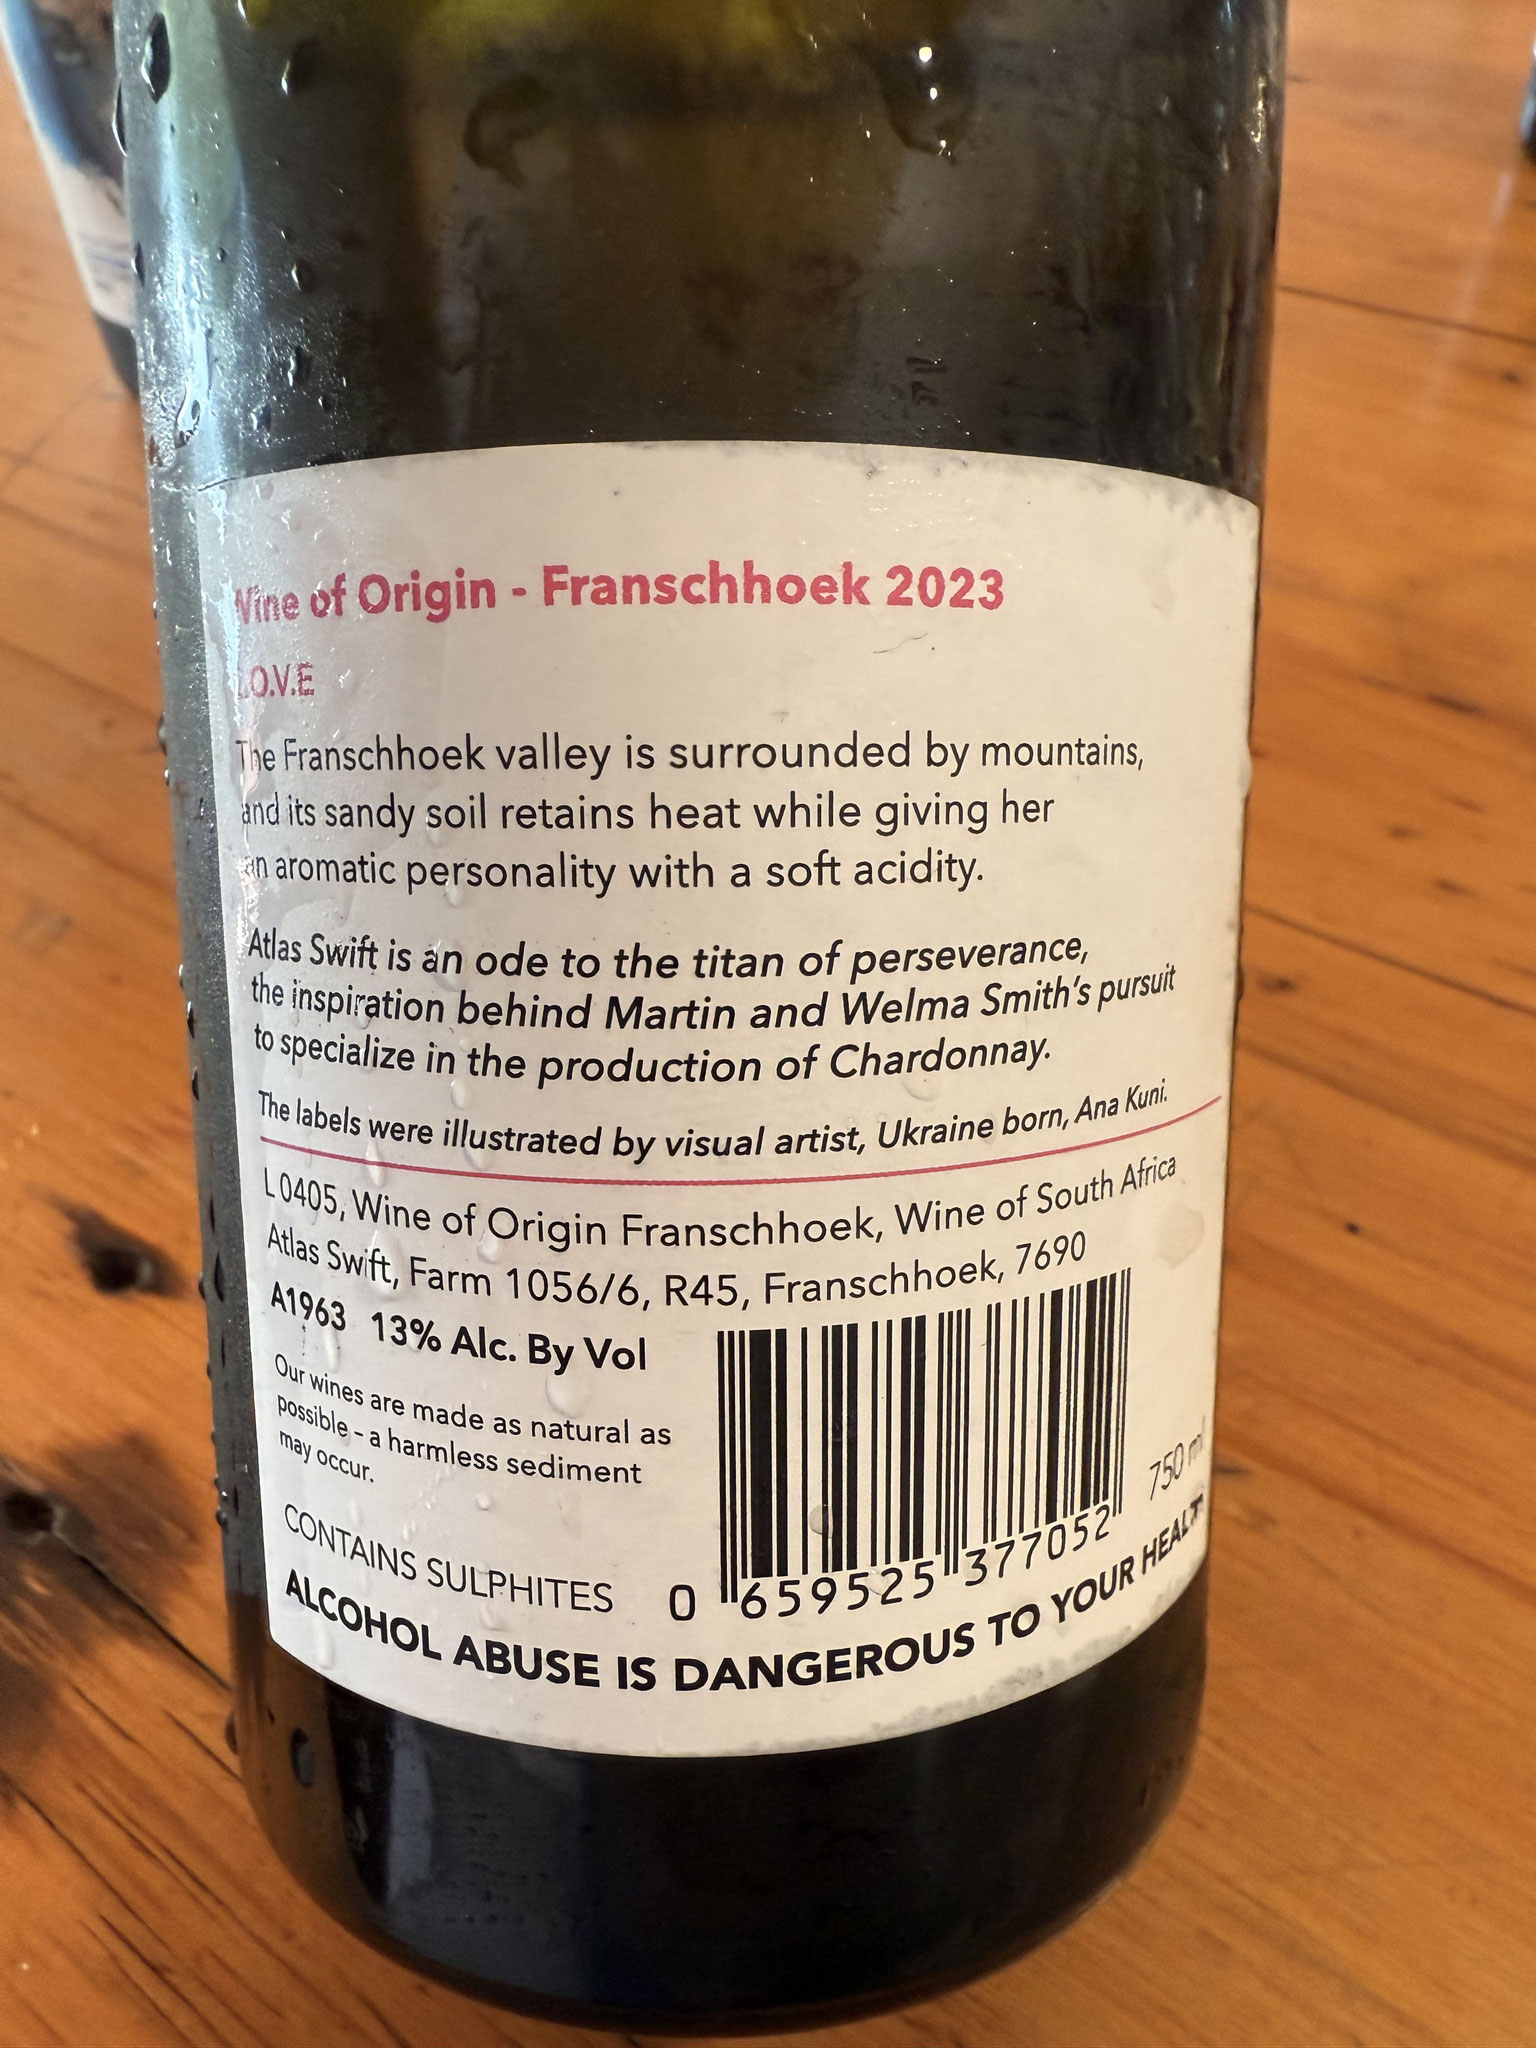 Wine of Origin - Franschhoek 2023
L.O.V.E
The Franschhoek valley is surrounded by mountains,
and its sandy soil retains heat while giving her
an aromatic personality with a soft acidity.
Atlas Swift is an ode to the titan of perseverance,
the inspiration behind Martin and Welma Smith's pursuit
to specialize in the production of Chardonnay.
The labels were illustrated by visual artist, Ukraine born, Ana Kuni.
L0405, Wine of Origin Franschhoek, Wine of South Africa
Atlas Swift, Farm 1056/6, R45, Franschhoek, 7690
A1963 13% Alc. By Vol
Our wines are made as natural as
possible - a harmless sediment
may occur.
750 ml
CONTAINS SULPHITES
0 659525 377052
ALCOHOL ABUSE IS DANGEROUS TO YOUR HEALTH